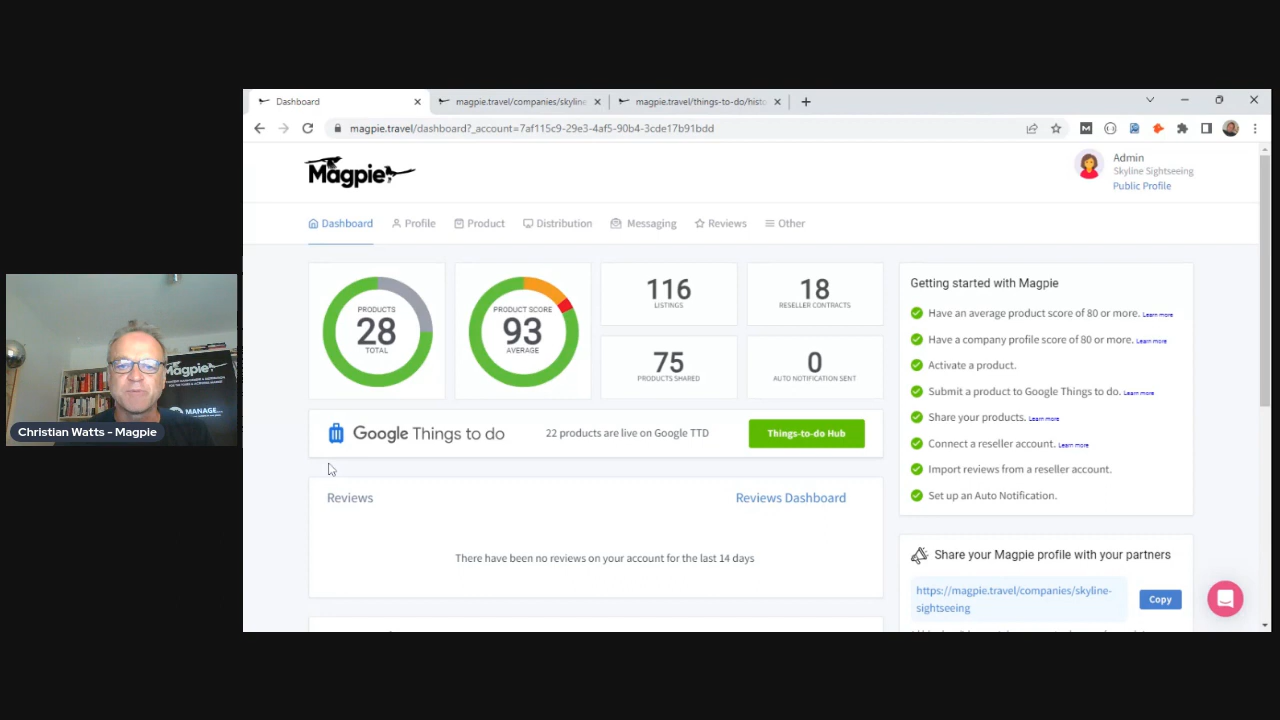 Dashboard
magpie.travel/companies/skyline
magpie.travel/things-to-do/histo
magpie.travel/dashboard?_account=7af115c9-29e3-4af5-90b4-3cde17b91bdd
Magpie
Admin
Skyline Sightseeing
Public Profile
Dashboard
Profile
Product
Distribution
Messaging
Reviews
Other
PRODUCTS
28
TOTAL
PRODUCT SCORE
93
AVERAGE
116
LISTINGS
18
RESELLER CONTRACTS
75
PRODUCTS SHARED
0
AUTO NOTIFICATION SENT
Google Things to do
22 products are live on Google TTD
Things-to-do Hub
Reviews
Reviews Dashboard
There have been no reviews on your account for the last 14 days
Getting started with Magpie
Have an average product score of 80 or more. Learn more
Have a company profile score of 80 or more. Learn more
Activate a product.
Submit a product to Google Things to do. Learn more
Share your products. Learn more
Connect a reseller account. Learn more
Import reviews from a reseller account.
Set up an Auto Notification.
Share your Magpie profile with your partners
https://magpie.travel/companies/skyline-
sightseeing
Copy
Magpie
MANAGE...
Christian Watts - Magpie